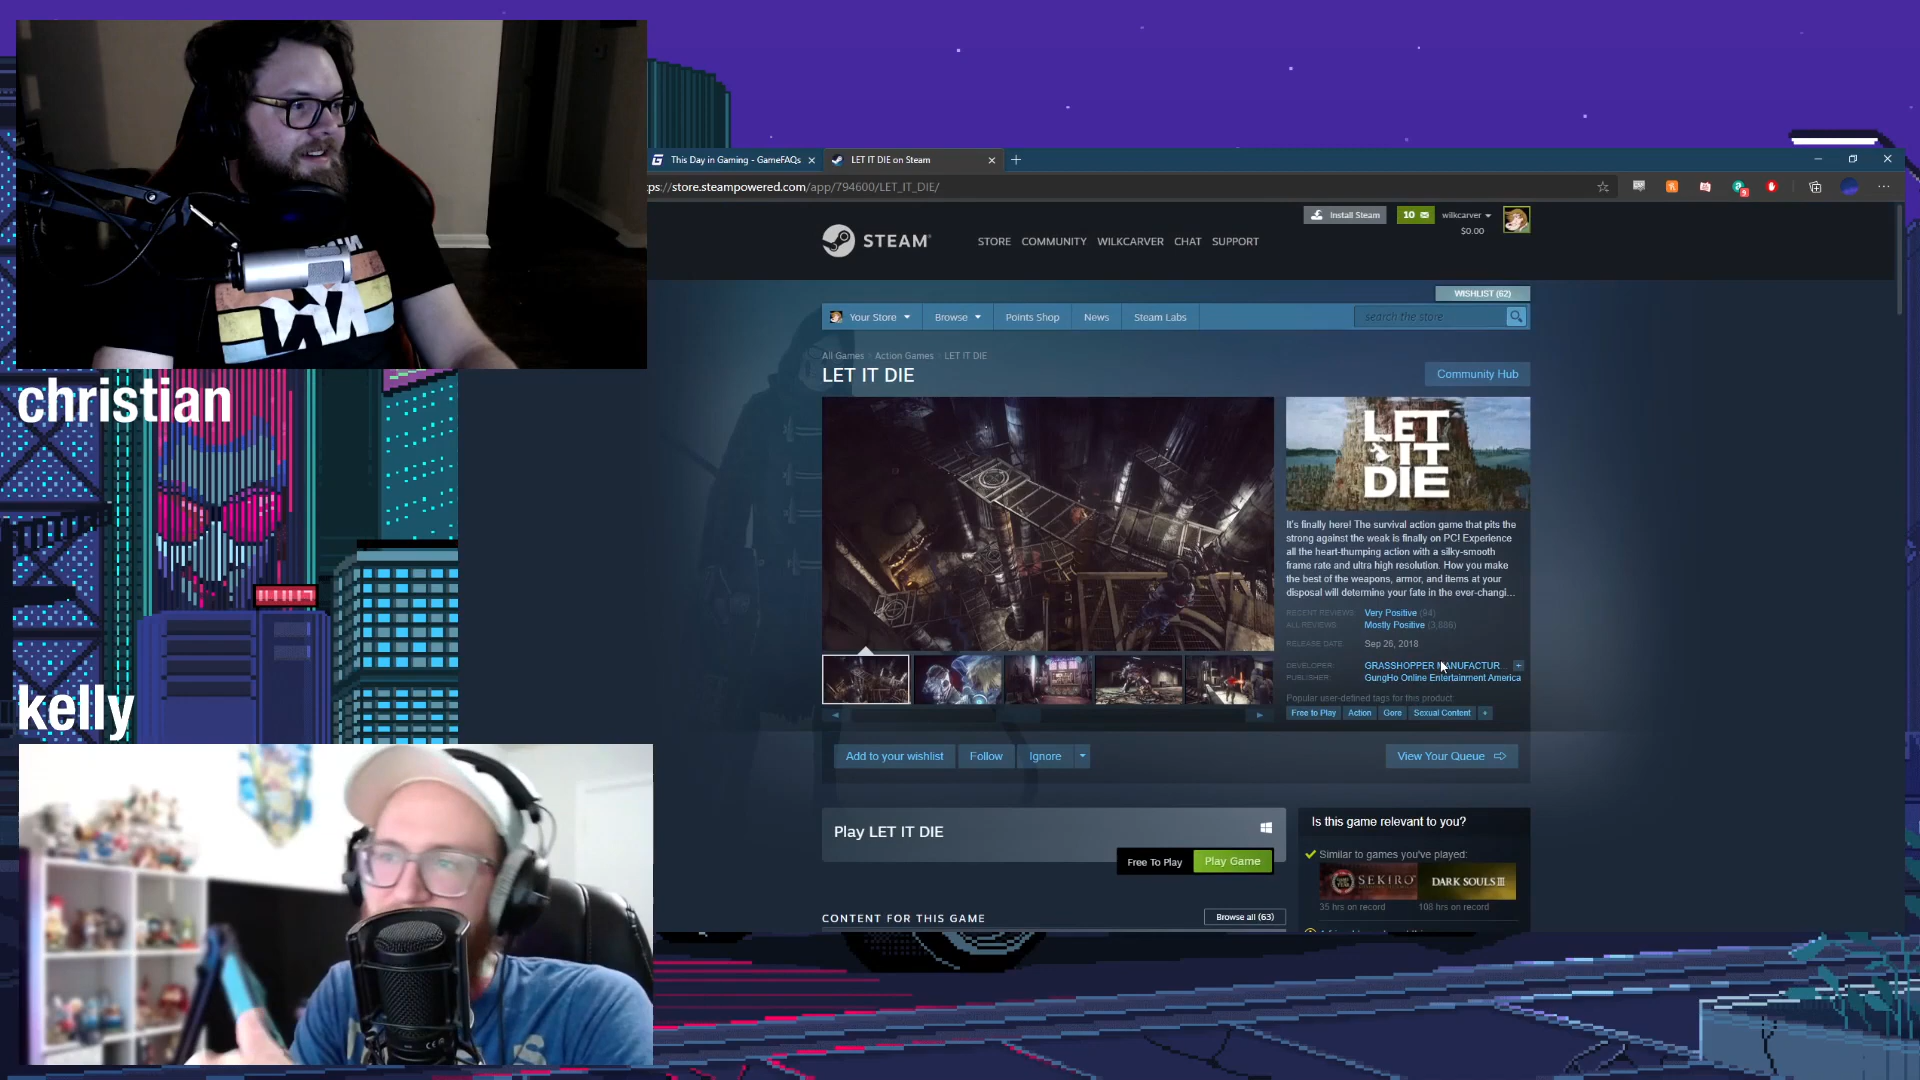 christian
kelly
This Day in Gaming - GameFAQs
LET IT DIE on Steam
ps://store.steampowered.com/app/794600/LET_IT_DIE/
Install Steam
10
wilkcarver
$0.00
STEAM
STORE COMMUNITY WILKCARVER CHAT SUPPORT
WISHLIST (62)
Your Store Browse Points Shop News Steam Labs
search the store
All Games Action Games LET IT DIE
LET IT DIE
Community Hub
LET
IT
DIE
It's finally here! The survival action game that pits the
strong against the weak is finally on PC! Experience
all the heart-thumping action with a silky-smooth
frame rate and ultra high resolution. How you make
the best of the weapons, armor, and items at your
disposal will determine your fate in the ever-changi...
RECENT REVIEWS: Very Positive (94)
ALL REVIEWS: Mostly Positive (3,886)
RELEASE DATE: Sep 26, 2018
DEVELOPER: GRASSHOPPER MANUFACTUR...
PUBLISHER: GungHo Online Entertainment America
Popular user-defined tags for this product:
Free to Play Action Gore Sexual Content +
Add to your wishlist Follow Ignore
View Your Queue
Play LET IT DIE
Free To Play Play Game
Is this game relevant to you?
Similar to games you've played:
SEKIRO DARK SOULS III
35 hrs on record 108 hrs on record
CONTENT FOR THIS GAME
Browse all (63)